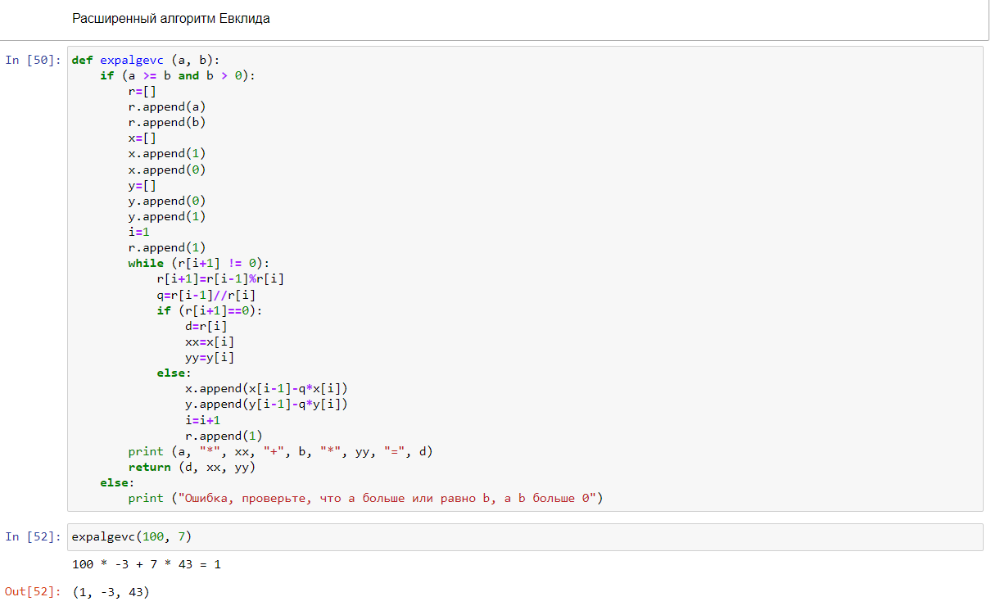 Расширенный алгоритм Евклида
In [50]: def expalgevc (a, b):
    if (a >= b and b > 0):
        r=[]
        r.append(a)
        r.append(b)
        x=[]
        x.append(1)
        x.append(0)
        y=[]
        y.append(0)
        y.append(1)
        i=1
        r.append(1)
        while (r[i+1] != 0):
            r[i+1]=r[i-1]%r[i]
            q=r[i-1]//r[i]
            if (r[i+1]==0):
                d=r[i]
                xx=x[i]
                yy=y[i]
            else:
                x.append(x[i-1]-q*x[i])
                y.append(y[i-1]-q*y[i])
                i=i+1
                r.append(1)
        print (a, "*", xx, "+", b, "*", yy, "=", d)
        return (d, xx, yy)
    else:
        print ("Ошибка, проверьте, что a больше или равно b, а b больше 0")
In [52]: expalgevc(100, 7)
100 * -3 + 7 * 43 = 1
Out[52]: (1, -3, 43)